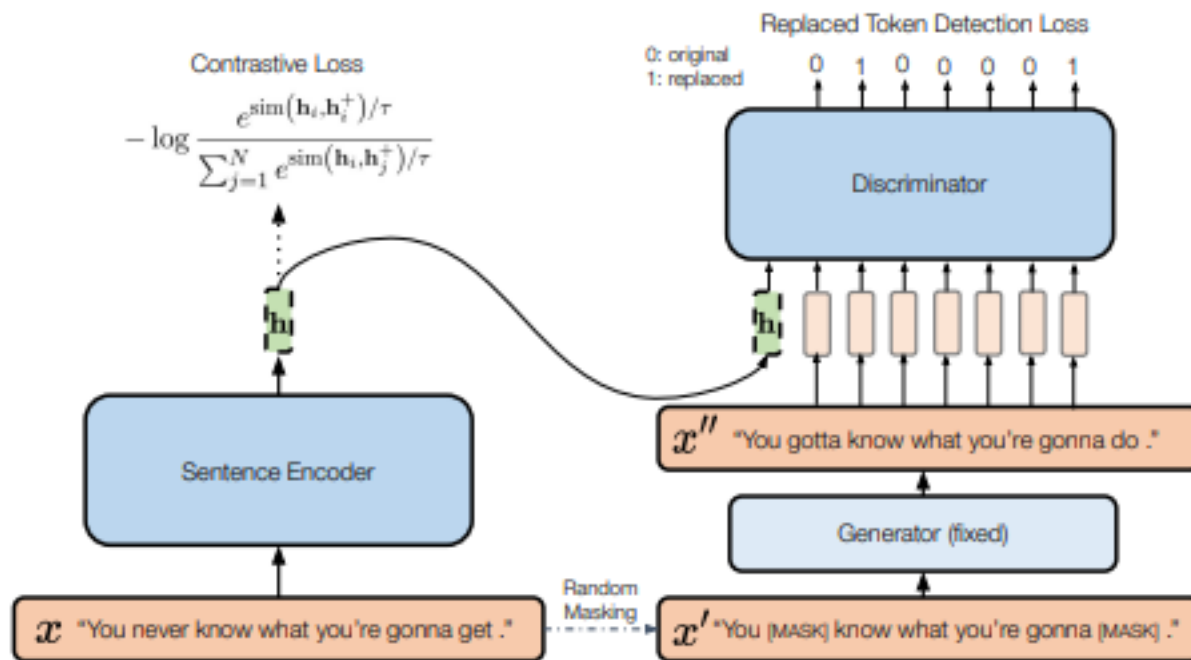 Replaced Token Detection Loss
0: original
1: replaced
0 1 0 0 0 0 1
Contrastive Loss
− log e^{sim(h_i,h_i^+)/τ} / ∑_{j=1}^{N} e^{sim(h_i,h_j^+)/τ}
Discriminator
h
h
x″ “You gotta know what you're gonna do .”
Sentence Encoder
Generator (fixed)
Random
Masking
x “You never know what you're gonna get .”
x′ “You [MASK] know what you're gonna [MASK] .”